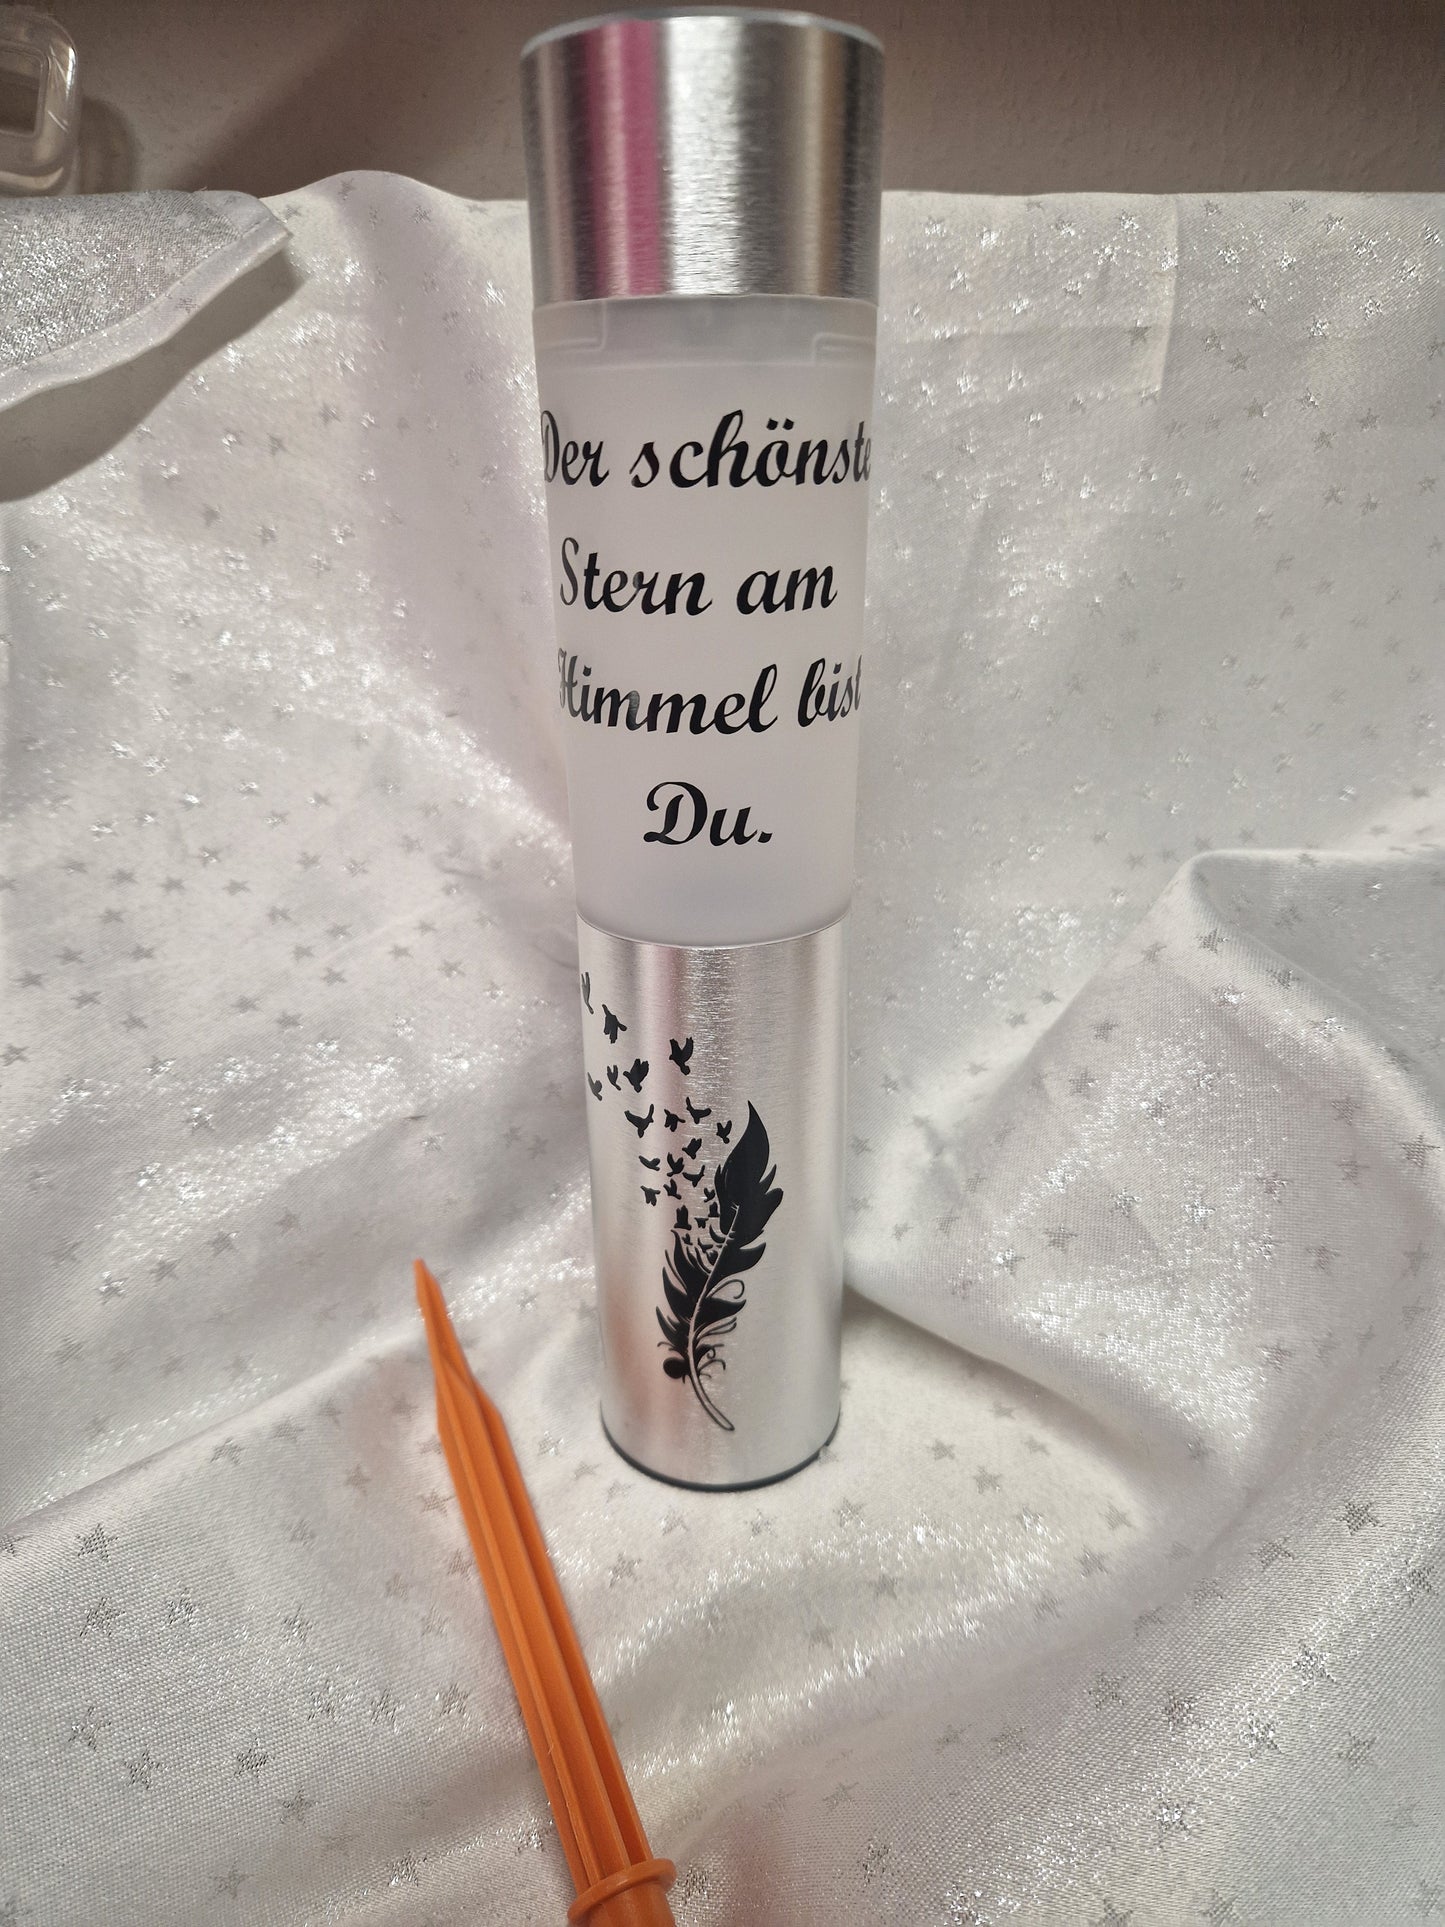 Der schönste
Stern am
Himmel bist
Du.